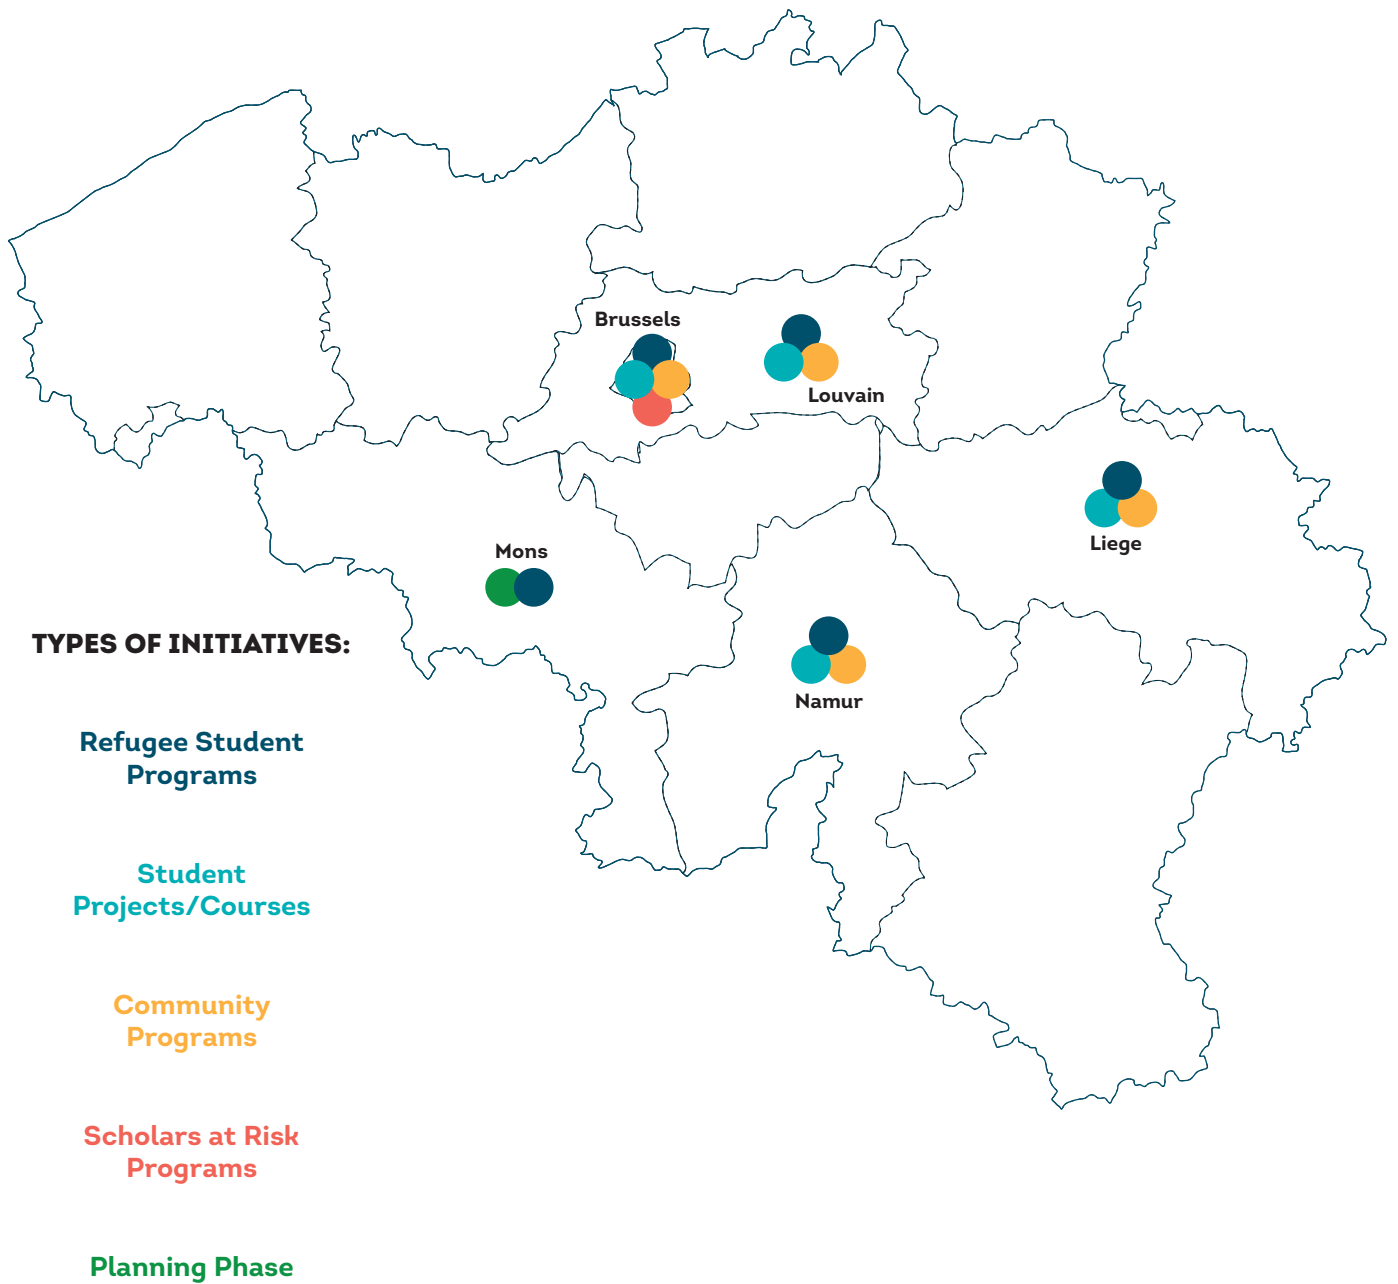 Brussels
Louvain
Liege
Mons
Namur
TYPES OF INITIATIVES:
Refugee Student
Programs
Student
Projects/Courses
Community
Programs
Scholars at Risk
Programs
Planning Phase